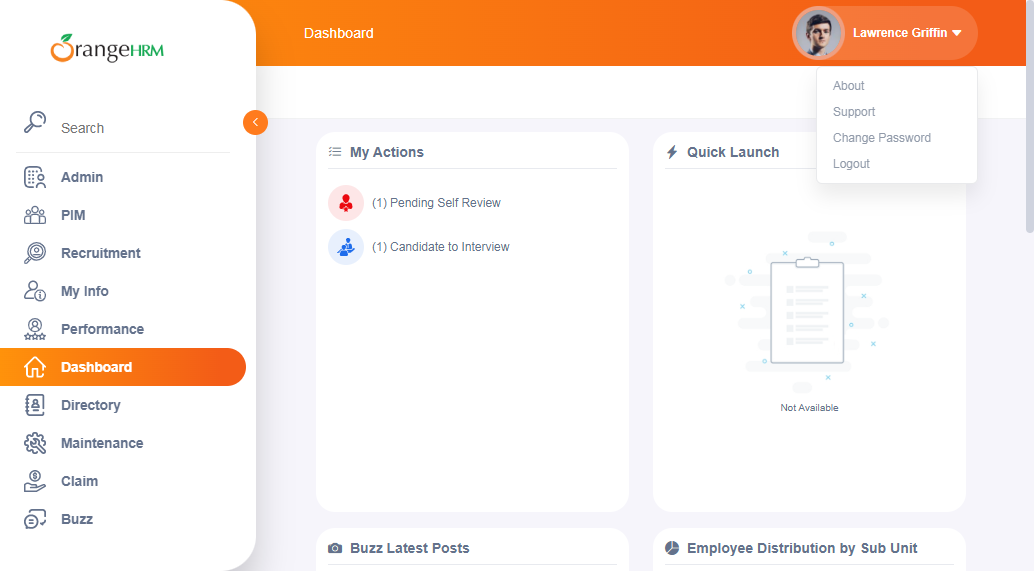 OrangeHRM
Search
Admin
PIM
Recruitment
My Info
Performance
Dashboard
Directory
Maintenance
Claim
Buzz
Dashboard
Lawrence Griffin
About
Support
Change Password
Logout
My Actions
(1) Pending Self Review
(1) Candidate to Interview
Quick Launch
Not Available
Buzz Latest Posts
Employee Distribution by Sub Unit